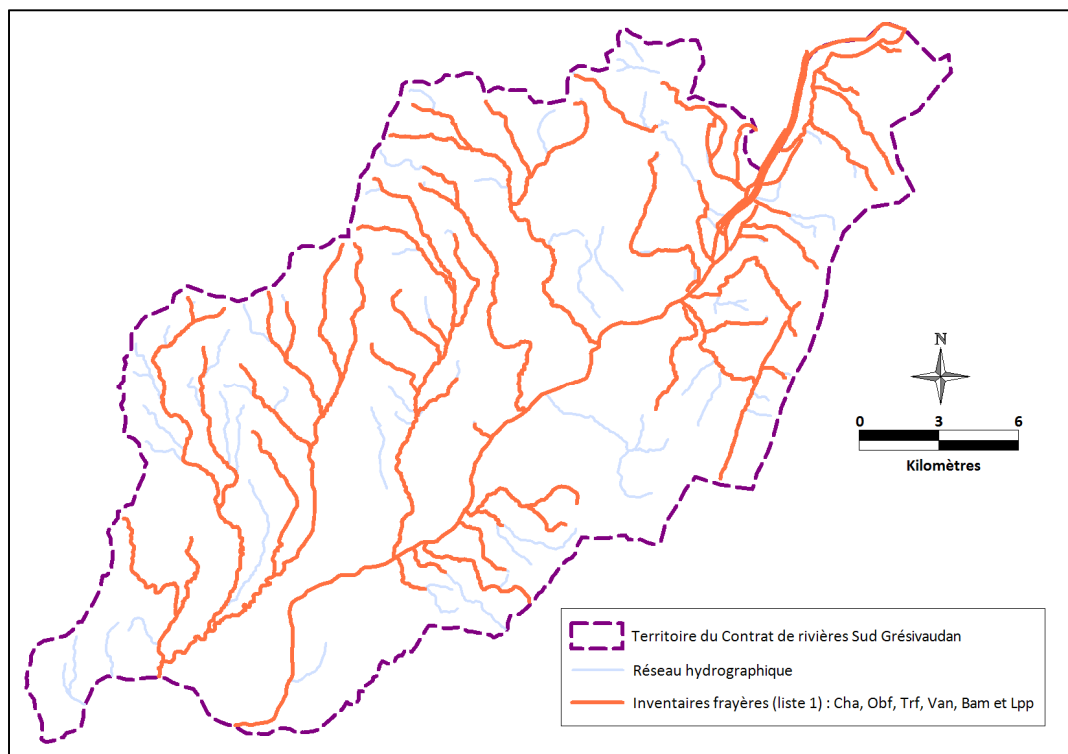 N
0 3 6
Kilomètres
Territoire du Contrat de rivières Sud Grésivaudan
Réseau hydrographique
Inventaires frayères (liste 1) : Cha, Obf, Trf, Van, Bam et Lpp